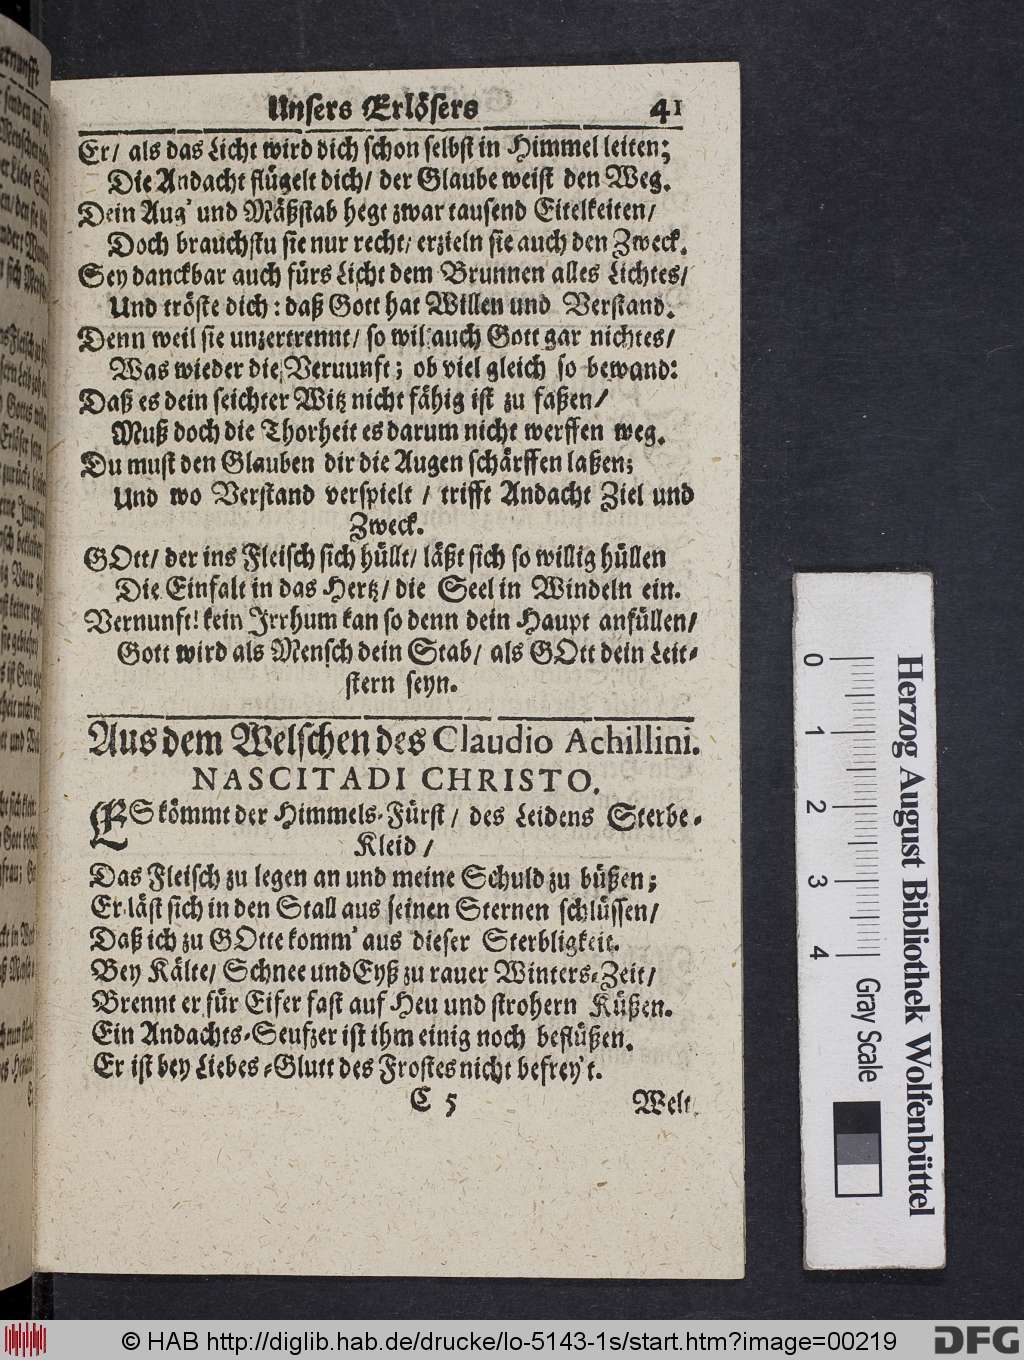 Unsers Erlösers 41
Er/ als das Licht wird dich schon selbst in Himmel leiten;
Die Andacht flügelt dich/ der Glaube weist den Weg.
Dein Aug' und Mäßstab hegt zwar tausend Eitelkeiten/
Doch brauchstu sie nur recht/ erzieln sie auch den Zweck.
Sey danckbar auch fürs Licht dem Brunnen alles Lichtes/
Und tröste dich: daß Gott hat Willen und Verstand.
Denn weil sie unzertrennt/ so wil auch Gott gar nichtes/
Was wieder die Veruunft; ob viel gleich so bewand:
Daß es dein seichter Witz nicht fähig ist zu faßen/
Muß doch die Thorheit es darum nicht werffen weg.
Du must den Glauben dir die Augen schärffen laßen;
Und wo Verstand verspielt / trifft Andacht Ziel und
Zweck.
GOtt/ der ins Fleisch sich hüllt/ läßt sich so willig hüllen
Die Einfalt in das Hertz/ die Seel in Windeln ein.
Vernunft! kein Irrhum kan so denn dein Haupt anfüllen/
Gott wird als Mensch dein Stab/ als GOtt dein Leit-
stern seyn.
Aus dem Welschen des Claudio Achillini.
NASCITA DI CHRISTO.
ES kömmt der Himmels-Fürst/ des Leidens Sterbe-
Kleid /
Das Fleisch zu legen an und meine Schuld zu büßen;
Er läst sich in den Stall aus seinen Sternen schlüssen/
Daß ich zu GOtte komm' aus dieser Sterbligkeit.
Bey Kälte/ Schnee und Eyß zu rauer Winters-Zeit/
Brennt er für Eifer fast auf Heu und strohern Küßen.
Ein Andachts-Seufzer ist ihm einig noch beflüßen.
Er ist bey Liebes-Glutt des Frostes nicht befrey't.
C 5 Welt
0 1 2 3 4 Gray Scale
Herzog August Bibliothek Wolfenbüttel
© HAB http://diglib.hab.de/drucke/lo-5143-1s/start.htm?image=00219
DFG